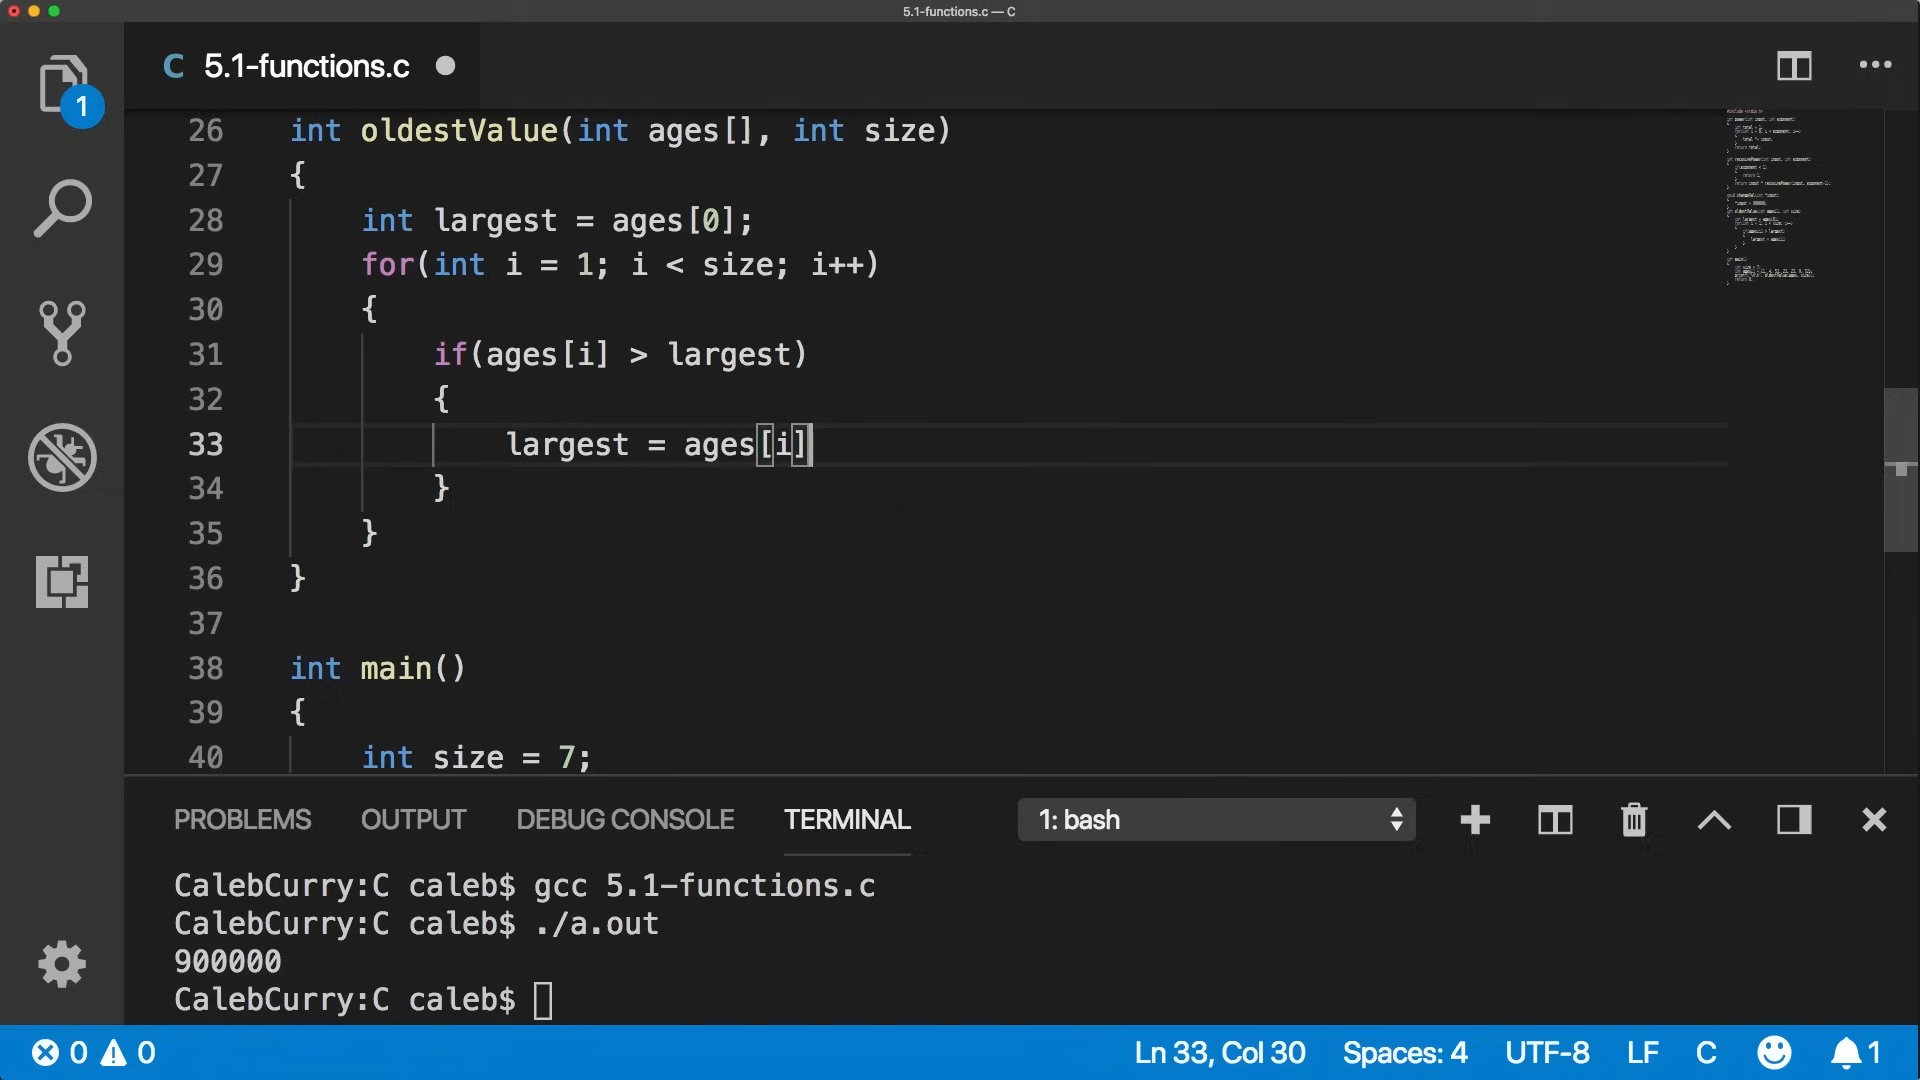 5.1-functions.c — C
1
C 5.1-functions.c
26 int oldestValue(int ages[], int size)
27 {
28 int largest = ages[0];
29 for(int i = 1; i < size; i++)
30 {
31 if(ages[i] > largest)
32 {
33 largest = ages[i]
34 }
35 }
36 }
37
38 int main()
39 {
40 int size = 7;
PROBLEMS OUTPUT DEBUG CONSOLE TERMINAL 1: bash
CalebCurry:C caleb$ gcc 5.1-functions.c
CalebCurry:C caleb$ ./a.out
900000
CalebCurry:C caleb$
0 0 Ln 33, Col 30 Spaces: 4 UTF-8 LF C 1